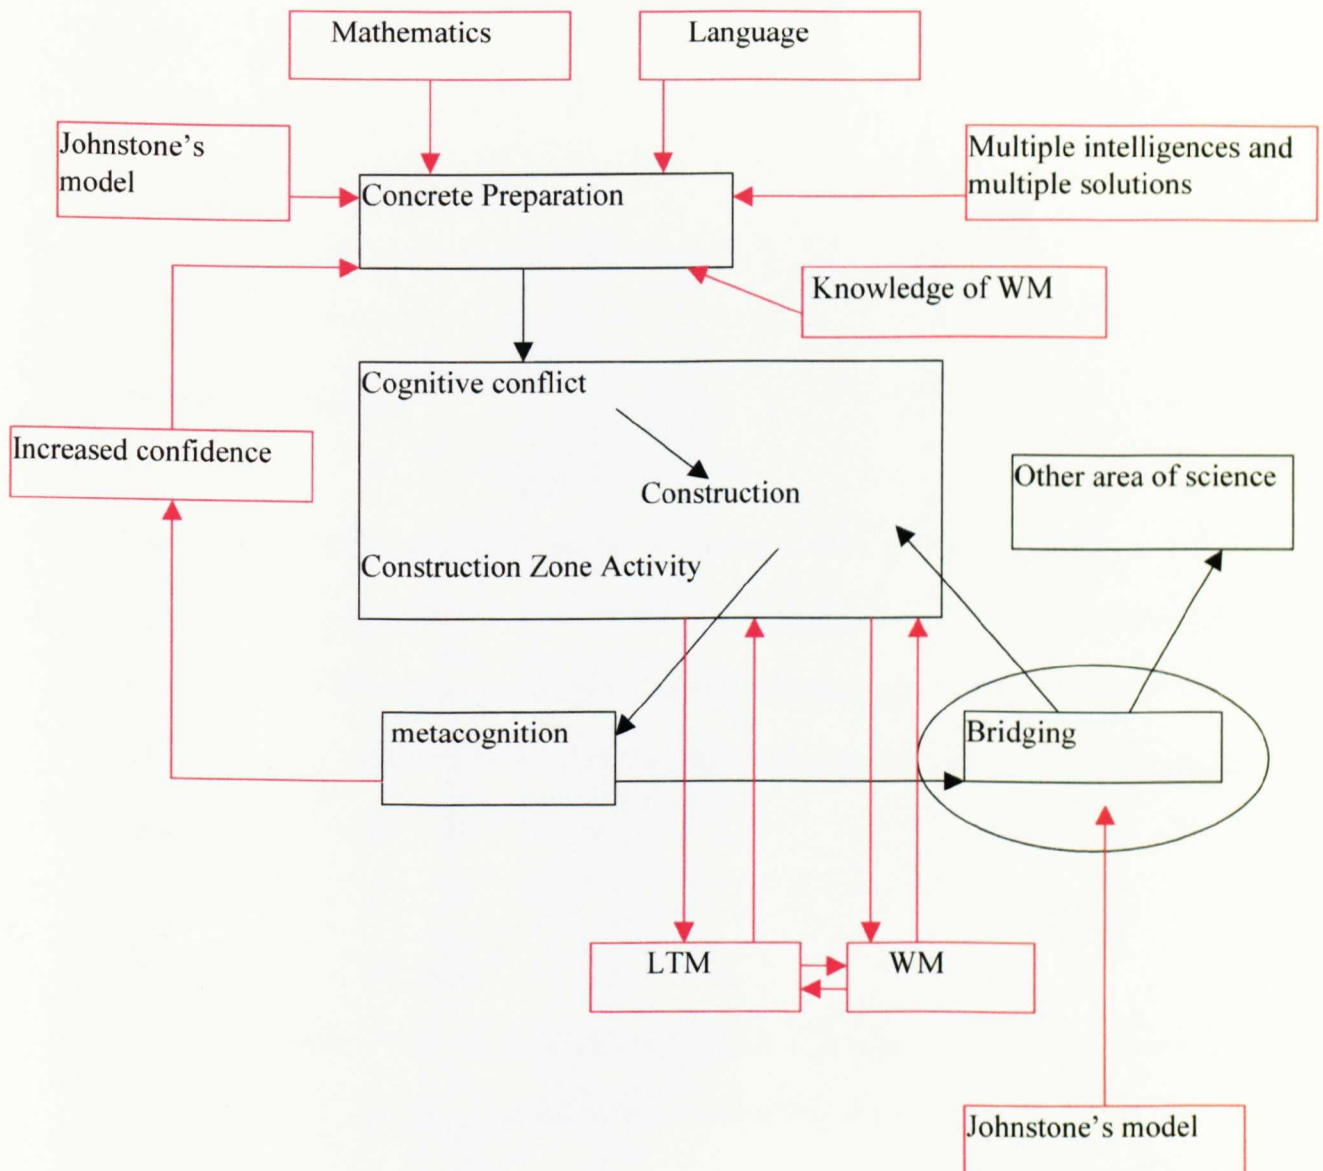 Mathematics
Language
Johnstone's
model
Multiple intelligences and
multiple solutions
Concrete Preparation
Knowledge of WM
Cognitive conflict
Increased confidence
Other area of science
Construction
Construction Zone Activity
metacognition
Bridging
LTM
WM
Johnstone's model